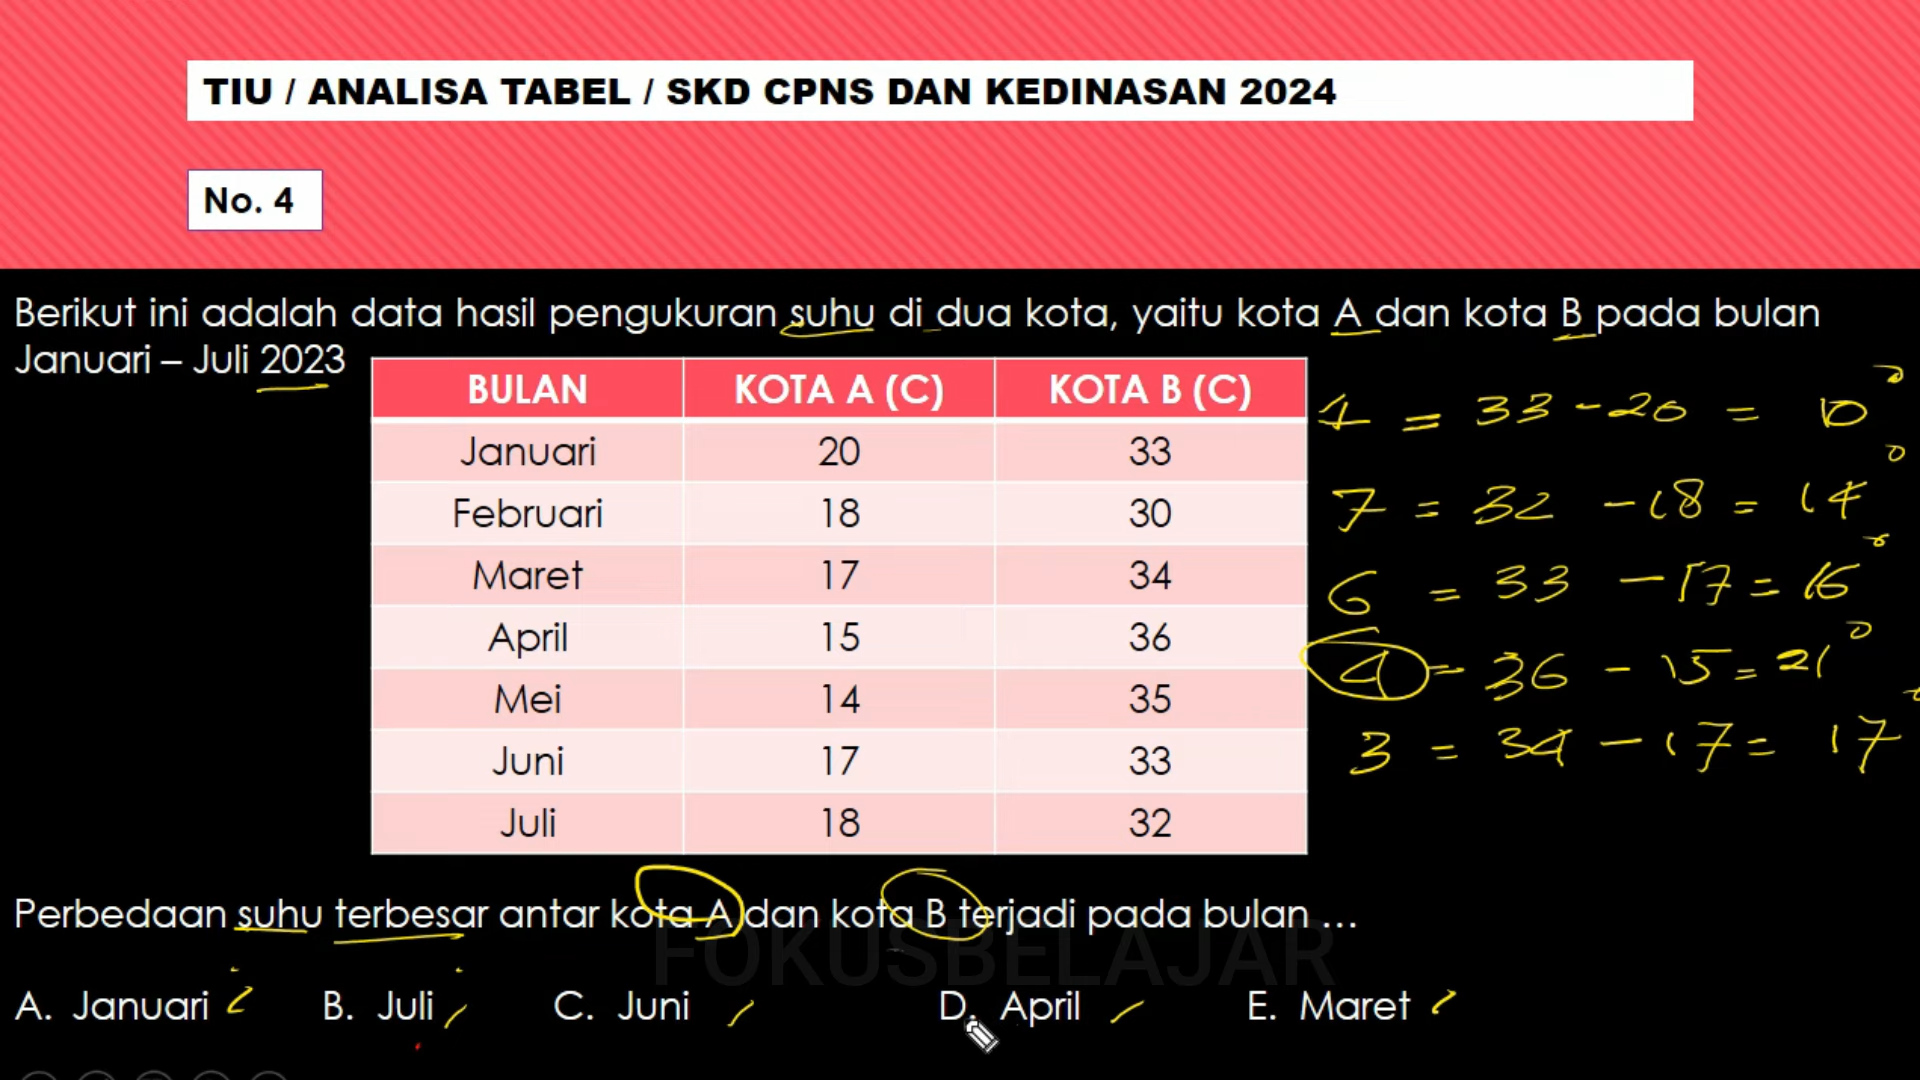 TIU / ANALISA TABEL / SKD CPNS DAN KEDINASAN 2024
No. 4
Berikut ini adalah data hasil pengukuran suhu di dua kota, yaitu kota A dan kota B pada bulan
Januari – Juli 2023
BULAN KOTA A (C) KOTA B (C)
Januari 20 33
Februari 18 30
Maret 17 34
April 15 36
Mei 14 35
Juni 17 33
Juli 18 32
1 = 33 - 20 = 10°
7 = 32 - 18 = 14°
6 = 33 - 17 = 16°
4 = 36 - 15 = 21°
3 = 34 - 17 = 17°
Perbedaan suhu terbesar antar kota A dan kota B terjadi pada bulan ...
FOKUSBELAJAR
A. Januari B. Juli C. Juni D. April E. Maret